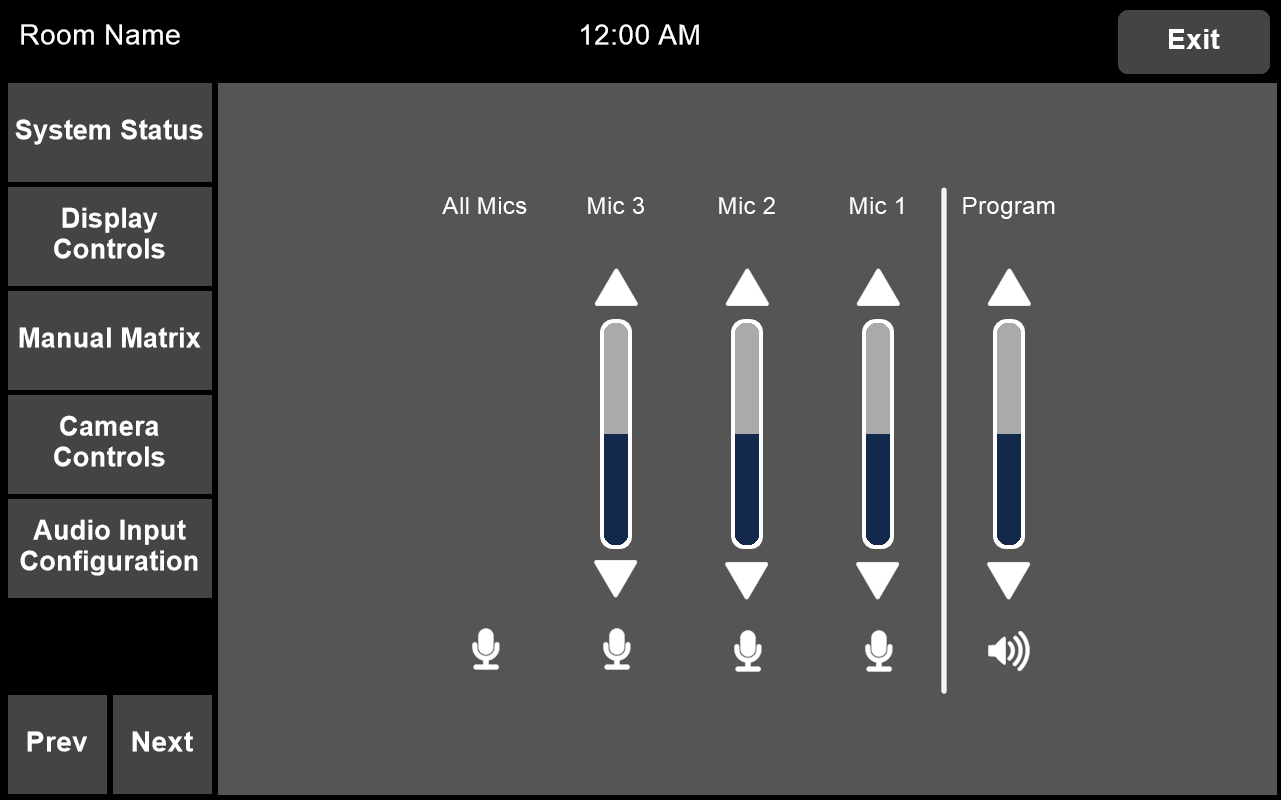 Room Name
12:00 AM
Exit
System Status
Display
Controls
Manual Matrix
Camera
Controls
Audio Input
Configuration
Prev
Next
All Mics
Mic 3
Mic 2
Mic 1
Program